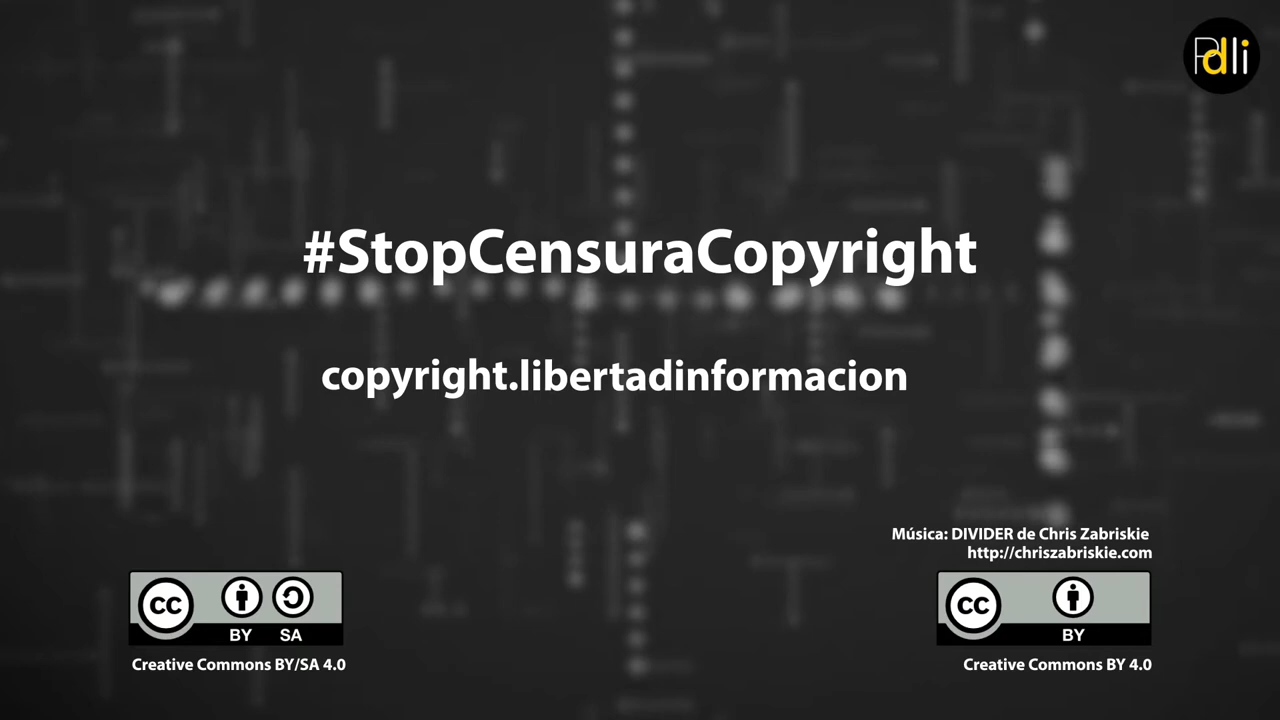 Pdli
#StopCensuraCopyright
copyright.libertadinformacion
Música: DIVIDER de Chris Zabriskie
http://chriszabriskie.com
cc BY SA
Creative Commons BY/SA 4.0
cc BY
Creative Commons BY 4.0